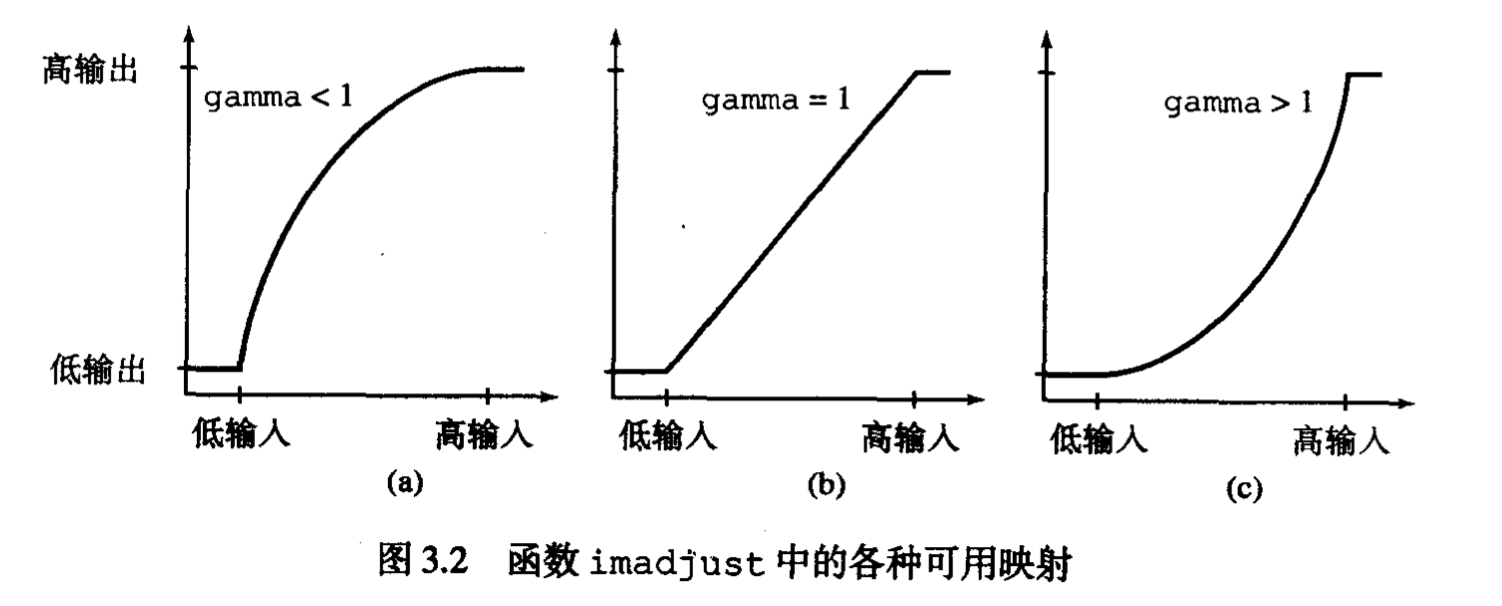 高输出
gamma < 1
gamma = 1
gamma > 1
低输出
低输入 高输入 低输入 高输入 低输入 高输入
(a) (b) (c)
图 3.2 函数 imadjust 中的各种可用映射